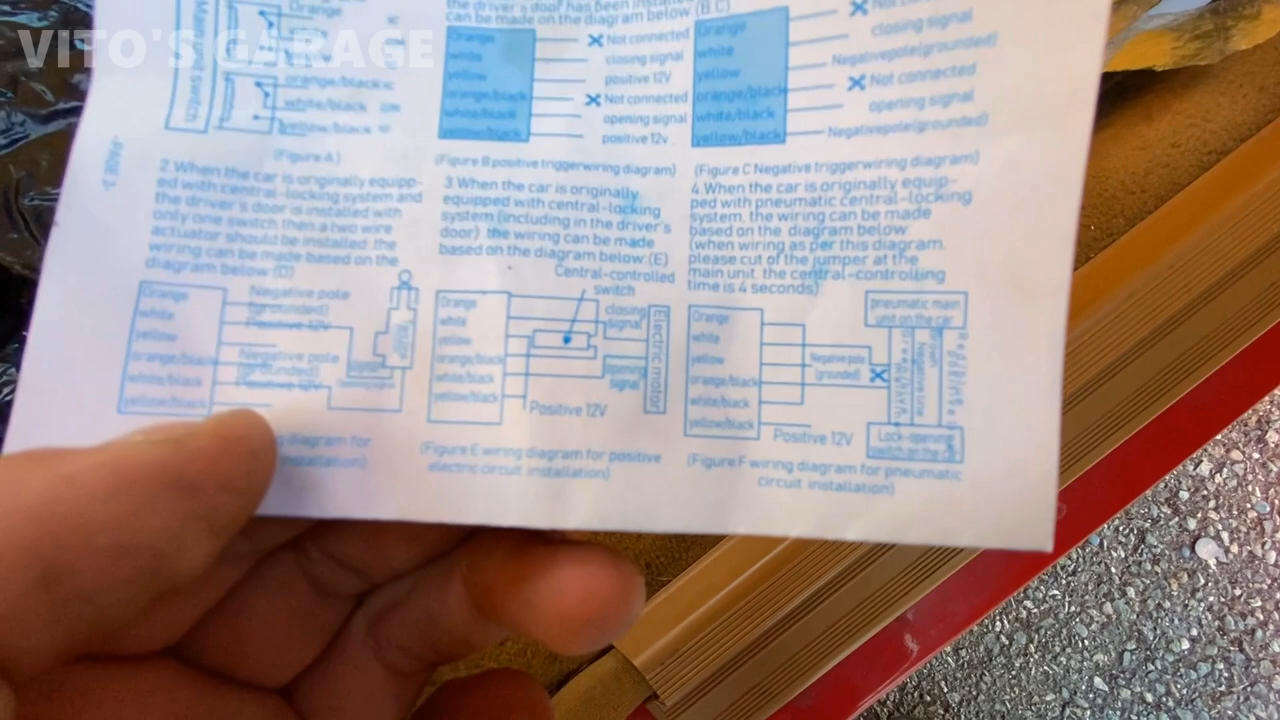 VITO'S GARAGE
Main unit Switch
Orange
orange/black
white/black
yellow/black
(Figure A)
-PAGE 2-
the driver's door has been
can be made on the diagram below (B C)
Orange
white
yellow
orange/black
white/black
yellow/black
Not connected
closing signal
positive 12V
Not connected
opening signal
positive 12v
(Figure B positive triggerwiring diagram)
Orange
white
yellow
orange/black
white/black
yellow/black
closing signal
Negativepole(grounded)
Not connected
opening signal
Negativepole(grounded)
(Figure C Negative triggerwiring diagram)
2.When the car is originally equipp-
ed with central-locking system and
the driver's door is installed with
only one switch then a two wire
actuator should be installed .the
wiring can be made based on the
diagram below (D)
Orange
white
yellow
orange/black
white/black
yellow/black
Negative pole
(grounded)
Positive 12V
Negative pole
(grounded)
Positive 12V
diagram for
installation)
3.When the car is originally
equipped with central-locking
system (including in the driver's
door) .the wiring can be made
based on the diagram below.(E)
Central-controlled
switch
Orange
white
yellow
orange/black
white/black
yellow/black
closing
signal
opening
signal
Electric motor
Positive 12V
(Figure E wiring diagram for positive
electric circuit installation)
4.When the car is originally equip-
ped with pneumatic central-locking
system. the wiring can be made
based on the diagram below.
(when wiring as per this diagram.
please cut of the jumper at the
main unit. the central-controlling
time is 4 seconds)
Orange
white
yellow
orange/black
white/black
yellow/black
Negative pole
(grounded)
Positive 12V
pneumatic main
unit on the car
Negative line
Lock-opening
(Figure F wiring diagram for pneumatic
circuit installation)